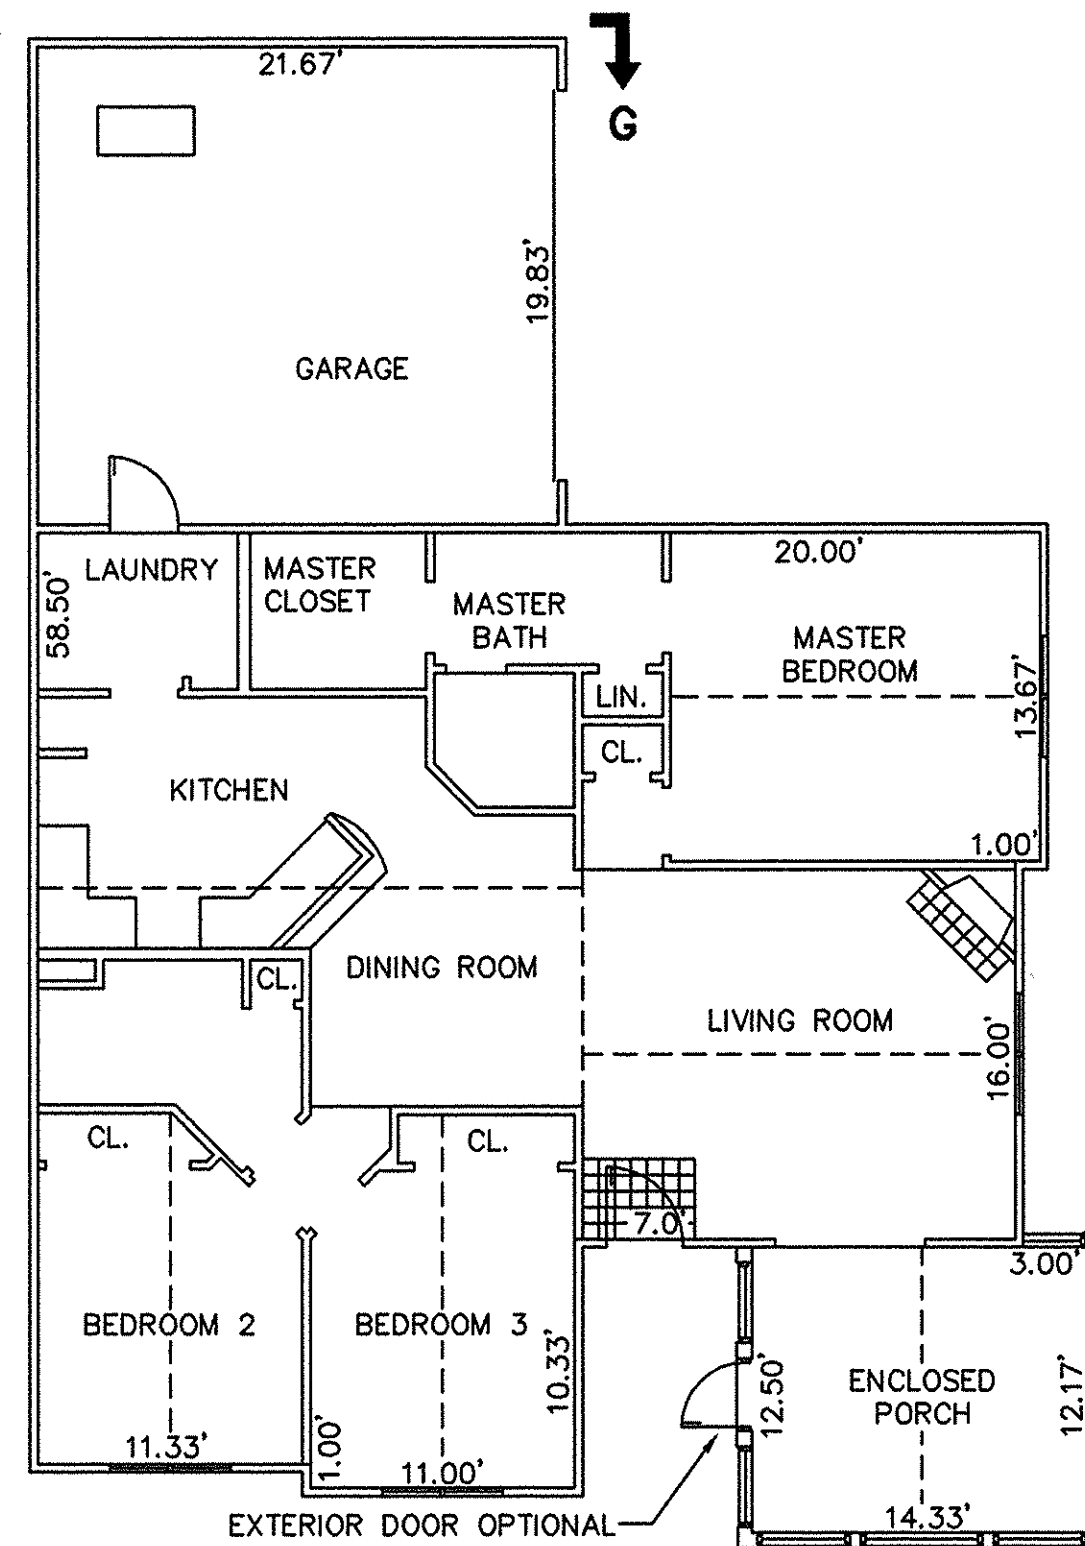 21.67'
G
19.83'
GARAGE
58.50'
LAUNDRY
MASTER
CLOSET
MASTER
BATH
20.00'
MASTER
BEDROOM
13.67'
LIN.
CL.
KITCHEN
1.00'
CL.
DINING ROOM
LIVING ROOM
16.00'
CL.
CL.
7.0'
3.00'
BEDROOM 2
BEDROOM 3
10.33'
12.50'
ENCLOSED
PORCH
12.17'
11.33'
1.00'
11.00'
14.33'
EXTERIOR DOOR OPTIONAL